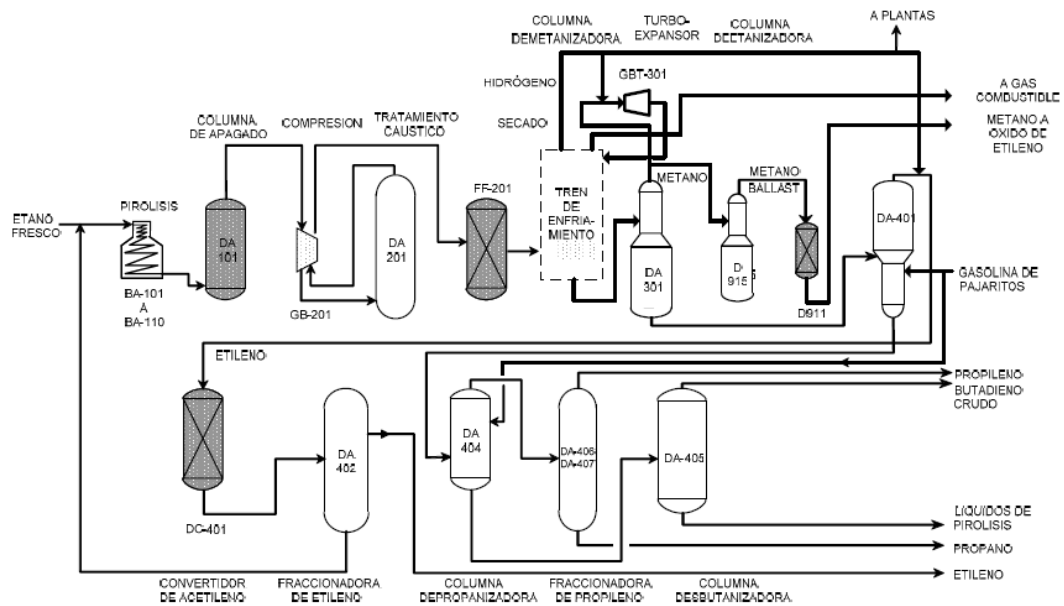 COLUMNA
DEMETANIZADORA
TURBO-
EXPANSOR
COLUMNA
DEETANIZADORA
A PLANTAS
HIDRÓGENO
GBT-301
A GAS
COMBUSTIBLE
COLUMNA
DE APAGADO
COMPRESION
TRATAMIENTO
CAUSTICO
SECADO
METANO A
OXIDO DE
ETILENO
FF-201
METANO
METANO
BALLAST
PIROLISIS
TREN
DE
ENFRIA-
MIENTO
ETANO
FRESCO
DA
101
DA
201
DA-401
DA
301
D
915
GASOLINA DE
PAJARITOS
BA-101
A
BA-110
GB-201
D911
ETILENO
PROPILENO
BUTADIENO
CRUDO
DA
402
DA
404
DA-406
DA-407
DA-405
LÍQUIDOS DE
PIROLISIS
DC-401
PROPANO
ETILENO
CONVERTIDOR
DE ACETILENO
FRACCIONADORA
DE ETILENO
COLUMNA
DEPROPANIZADORA
FRACCIONADORA
DE PROPILENO
COLUMNA
DESBUTANIZADORA